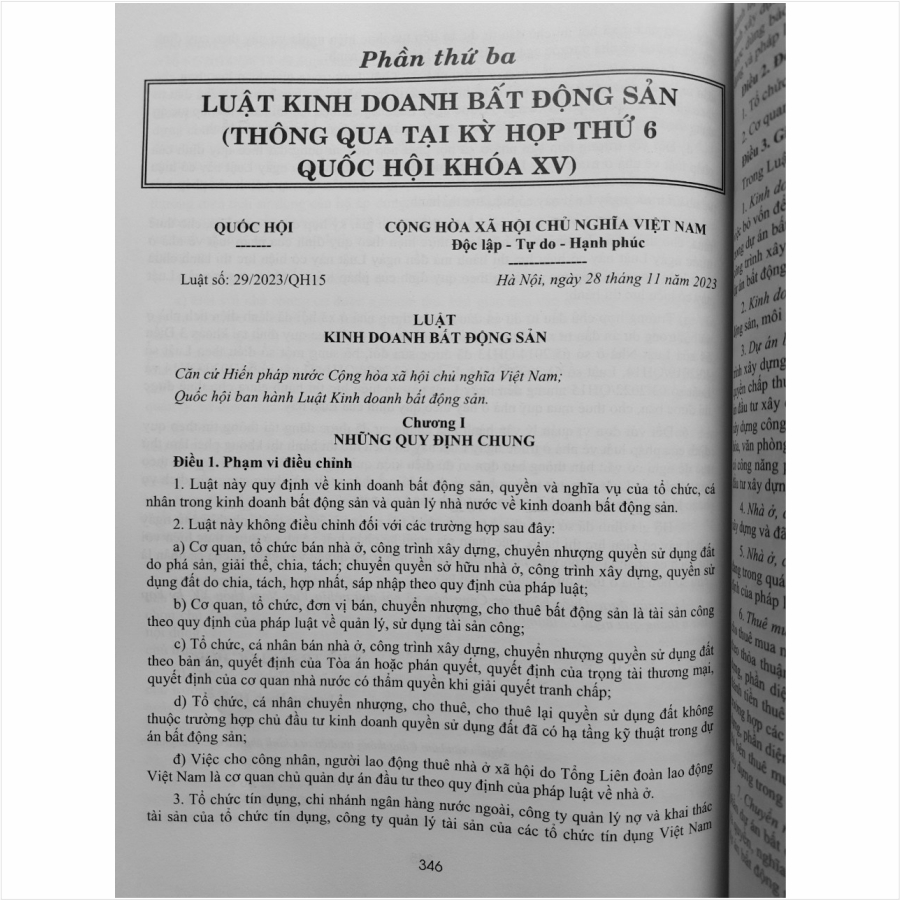 Phần thứ ba
LUẬT KINH DOANH BẤT ĐỘNG SẢN
(THÔNG QUA TẠI KỲ HỌP THỨ 6
QUỐC HỘI KHÓA XV)
QUỐC HỘI
-------
Luật số: 29/2023/QH15
CỘNG HÒA XÃ HỘI CHỦ NGHĨA VIỆT NAM
Độc lập - Tự do - Hạnh phúc
---------------
Hà Nội, ngày 28 tháng 11 năm 2023
LUẬT
KINH DOANH BẤT ĐỘNG SẢN
Căn cứ Hiến pháp nước Cộng hòa xã hội chủ nghĩa Việt Nam;
Quốc hội ban hành Luật Kinh doanh bất động sản.
Chương I
NHỮNG QUY ĐỊNH CHUNG
Điều 1. Phạm vi điều chỉnh
1. Luật này quy định về kinh doanh bất động sản, quyền và nghĩa vụ của tổ chức, cá
nhân trong kinh doanh bất động sản và quản lý nhà nước về kinh doanh bất động sản.
2. Luật này không điều chỉnh đối với các trường hợp sau đây:
a) Cơ quan, tổ chức bán nhà ở, công trình xây dựng, chuyển nhượng quyền sử dụng đất
do phá sản, giải thể, chia, tách; chuyển quyền sở hữu nhà ở, công trình xây dựng, quyền sử
dụng đất do chia, tách, hợp nhất, sáp nhập theo quy định của pháp luật;
b) Cơ quan, tổ chức, đơn vị bán, chuyển nhượng, cho thuê bất động sản là tài sản công
theo quy định của pháp luật về quản lý, sử dụng tài sản công;
c) Tổ chức, cá nhân bán nhà ở, công trình xây dựng, chuyển nhượng quyền sử dụng đất
theo bản án, quyết định của Tòa án hoặc phán quyết, quyết định của trọng tài thương mại,
quyết định của cơ quan nhà nước có thẩm quyền khi giải quyết tranh chấp;
d) Tổ chức, cá nhân chuyển nhượng, cho thuê, cho thuê lại quyền sử dụng đất không
thuộc trường hợp chủ đầu tư kinh doanh quyền sử dụng đất đã có hạ tầng kỹ thuật trong dự
án bất động sản;
đ) Việc cho công nhân, người lao động thuê nhà ở xã hội do Tổng Liên đoàn lao động
Việt Nam là cơ quan chủ quản dự án đầu tư theo quy định của pháp luật về nhà ở.
3. Tổ chức tín dụng, chi nhánh ngân hàng nước ngoài, công ty quản lý nợ và khai thác
tài sản của tổ chức tín dụng, công ty quản lý tài sản của các tổ chức tín dụng Việt Nam
346